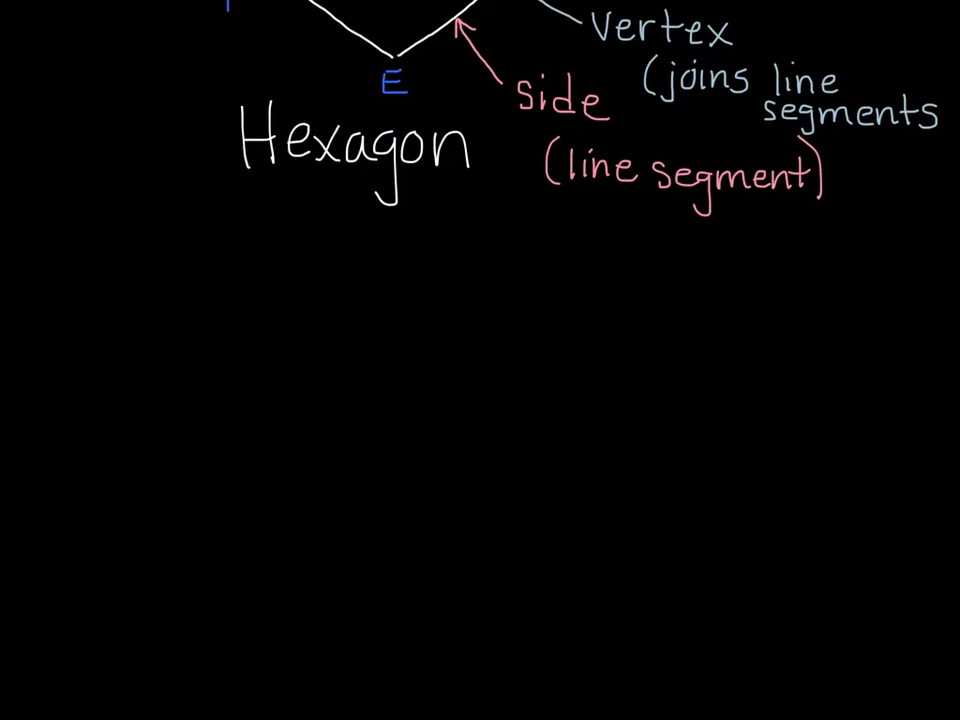 vertex
(joins line
segments
E
side
(line segment)
Hexagon